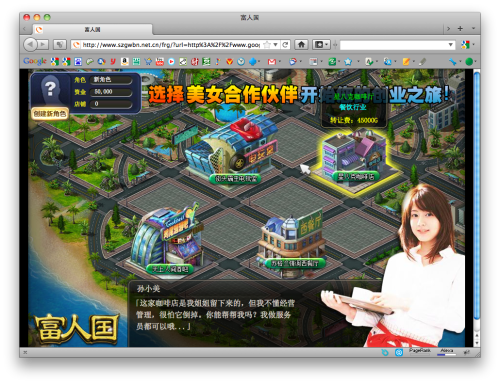 富人国
富人国
http://www.szgwbn.net.cn/frg/?url=http%3A%2F%2Fwww.goo
Google
角色 新角色
资金 50,000
店铺 0
创建新角色
选择美女合作伙伴开 业之旅!
餐饮行业
转让费: 45000G
孙小美
「这家咖啡店是我姐姐留下来的，但我不懂经营
管理，很怕它倒掉，你能帮帮我吗？我做服务
员都可以哦...」
富人国
PageRank
Alexa